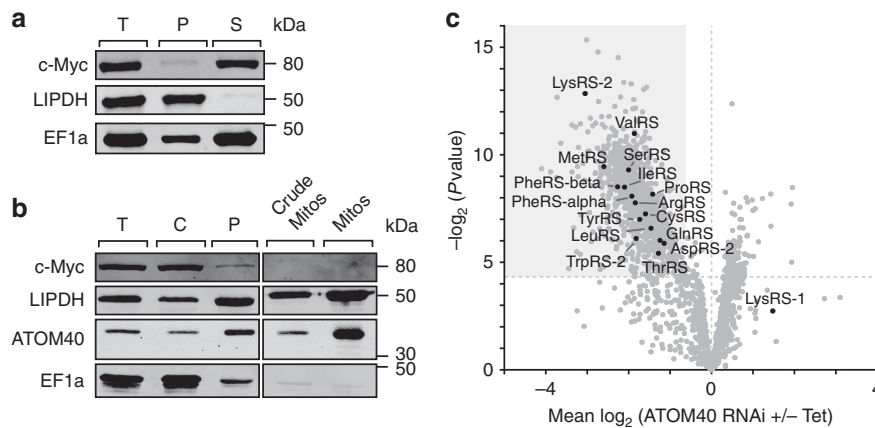 a
T P S kDa
c-Myc 80
LIPDH 50
EF1a 50
b
T C P Crude Mitos Mitos kDa
c-Myc 80
LIPDH 50
ATOM40 30
EF1a 50
c
–log2 (Pvalue)
15
10
5
0
LysRS-2
ValRS
MetRS SerRS
IleRS
PheRS-beta ProRS
PheRS-alpha ArgRS
TyrRS CysRS
LeuRS GlnRS
AspRS-2
TrpRS-2 ThrRS
LysRS-1
–4 0 4
Mean log2 (ATOM40 RNAi +/– Tet)